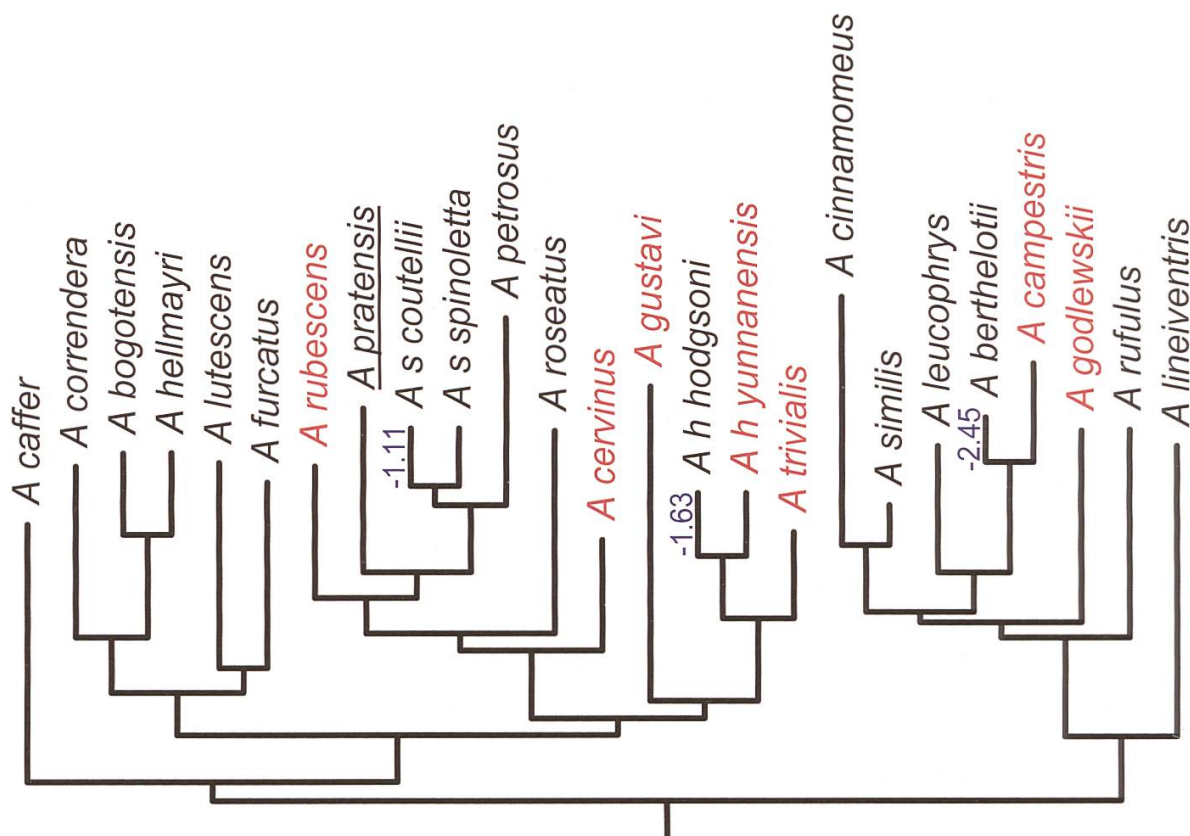 A caffer
A correndera
A bogotensis
A hellmayri
A lutescens
A furcatus
A rubescens
A pratensis
-1.11
A s coutellii
A s spinoletta
A petrosus
A roseatus
A cervinus
A gustavi
-1.63
A h hodgsoni
A h yunnanensis
A trivialis
A cinnamomeus
A similis
A leucophrys
-2.45
A berthelotii
A campestris
A godlewskii
A rufulus
A lineiventris